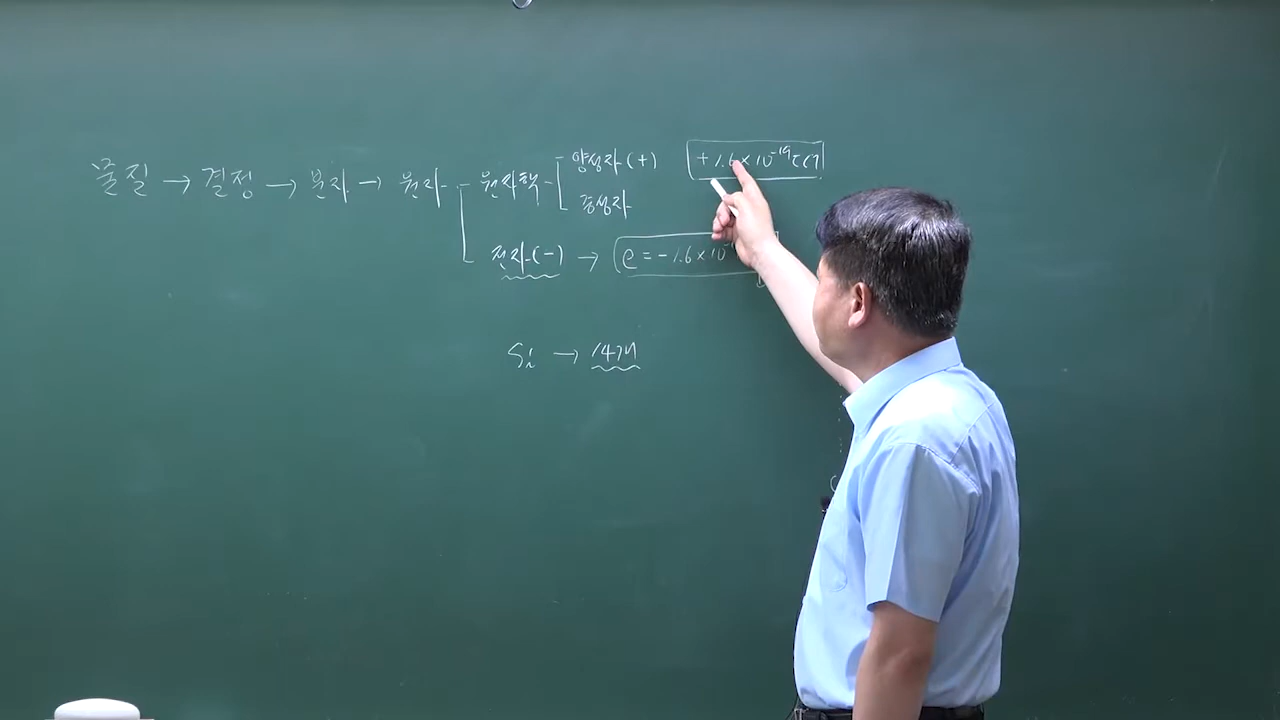 물질 → 결정 → 분자 → 원자 원자핵 양성자(+) +1.6×10⁻¹⁹[C]
중성자
전자(-) → e = -1.6×10
Si → 14개